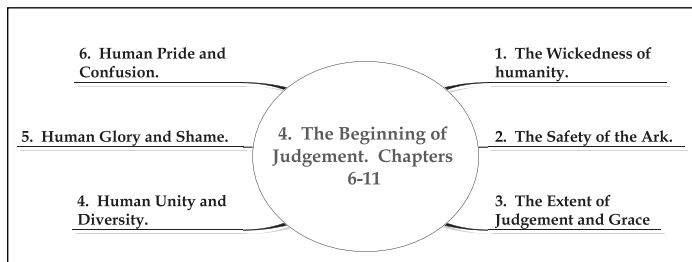 6. Human Pride and
Confusion.
5. Human Glory and Shame.
4. Human Unity and
Diversity.
4. The Beginning of
Judgement. Chapters
6-11
1. The Wickedness of
humanity.
2. The Safety of the Ark.
3. The Extent of
Judgement and Grace